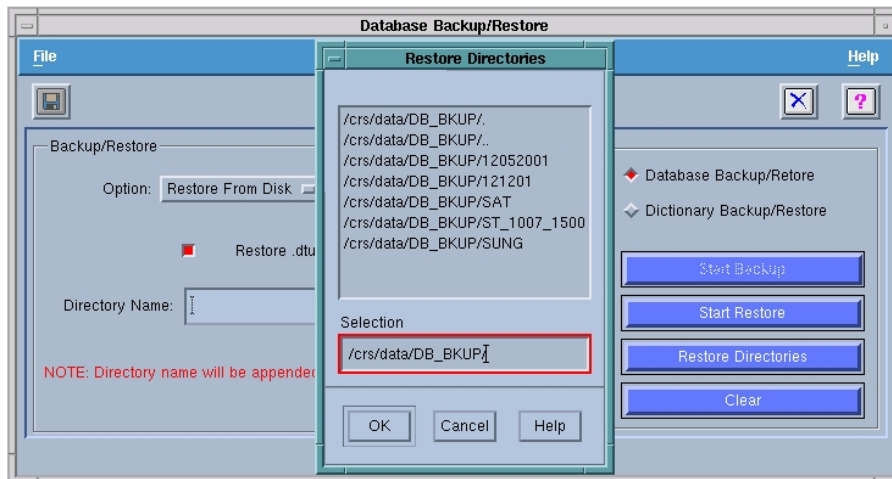 Database Backup/Restore
File
Help
Restore Directories
?
Backup/Restore
Option:
Restore From Disk
Restore .dtu
Directory Name:
NOTE: Directory name will be appended
/crs/data/DB_BKUP/.
/crs/data/DB_BKUP/..
/crs/data/DB_BKUP/12052001
/crs/data/DB_BKUP/121201
/crs/data/DB_BKUP/SAT
/crs/data/DB_BKUP/ST_1007_1500
/crs/data/DB_BKUP/SUNG
Selection
/crs/data/DB_BKUP/
OK
Cancel
Help
Database Backup/Retore
Dictionary Backup/Restore
Start Backup
Start Restore
Restore Directories
Clear